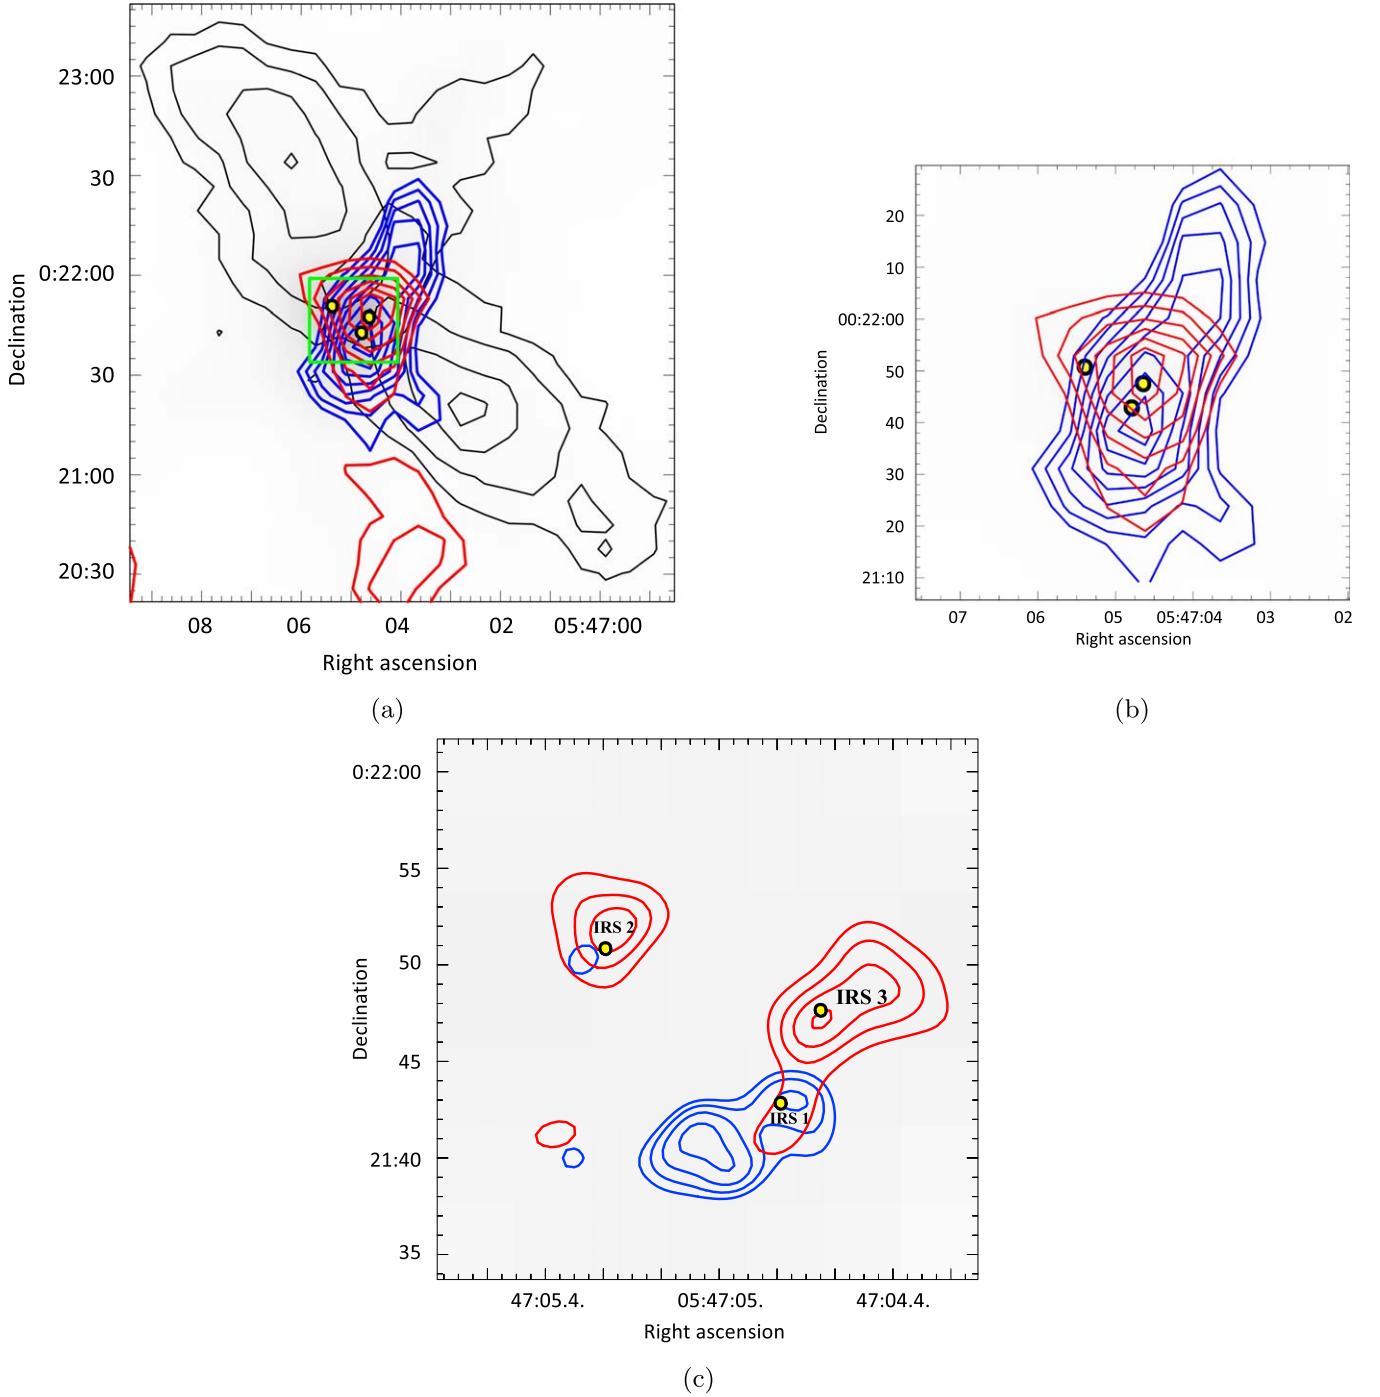 23:00
30
0:22:00
30
21:00
20:30
Declination
08 06 04 02 05:47:00
Right ascension
(a)
20
10
00:22:00
50
40
30
20
21:10
Declination
07 06 05 05:47:04 03 02
Right ascension
(b)
0:22:00
55
50
45
21:40
35
Declination
IRS 2
IRS 3
IRS 1
47:05.4. 05:47:05. 47:04.4.
Right ascension
(c)